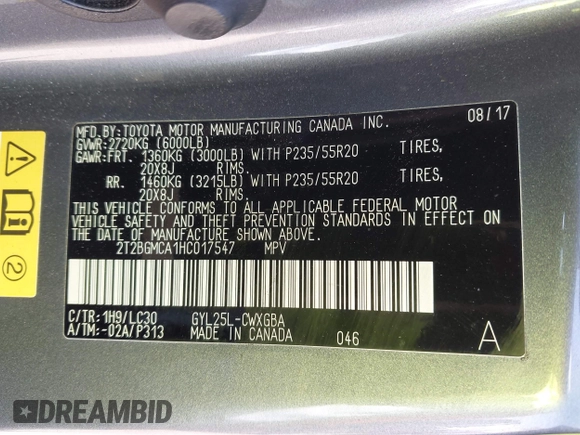 MFD.BY:TOYOTA MOTOR MANUFACTURING CANADA INC. 08/17
GVWR:2720KG (6000LB)
GAWR:FRT. 1360KG (3000LB) WITH P235/55R20 TIRES,
20X8J RIMS.
RR. 1460KG (3215LB) WITH P235/55R20 TIRES,
20X8J RIMS.
THIS VEHICLE CONFORMS TO ALL APPLICABLE FEDERAL MOTOR
VEHICLE SAFETY AND THEFT PREVENTION STANDARDS IN EFFECT ON
THE DATE OF MANUFACTURE SHOWN ABOVE.
2T2BGMCA1HC017547 MPV
C/TR:1H9/LC30 GYL25L-CWXGBA
A/TM:-02A/P313 MADE IN CANADA 046 A
2
DREAMBID